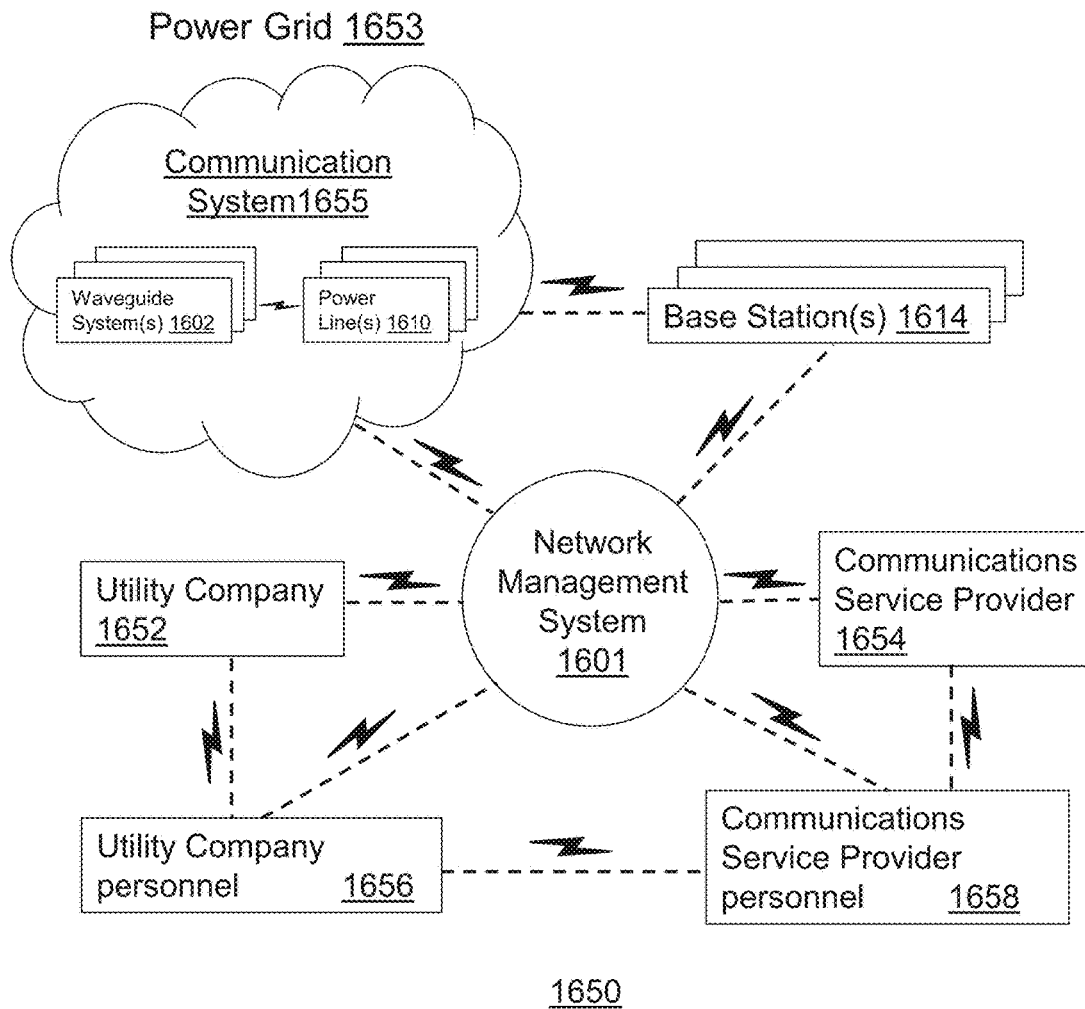 Power Grid 1653
Communication
System1655
Waveguide
System(s) 1602
Power
Line(s) 1610
Base Station(s) 1614
Network
Management
System
1601
Utility Company
1652
Communications
Service Provider
1654
Utility Company
personnel 1656
Communications
Service Provider
personnel 1658
1650